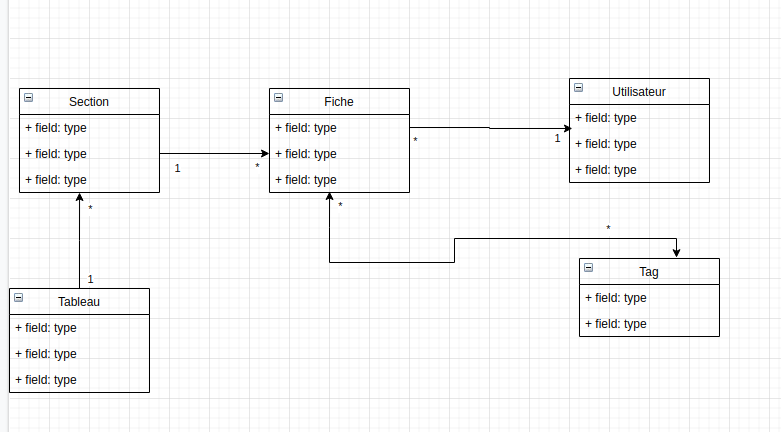 Section
+ field: type
+ field: type
+ field: type
1
*
Fiche
+ field: type
+ field: type
+ field: type
*
1
Utilisateur
+ field: type
+ field: type
+ field: type
*
1
Tableau
+ field: type
+ field: type
+ field: type
*
*
Tag
+ field: type
+ field: type